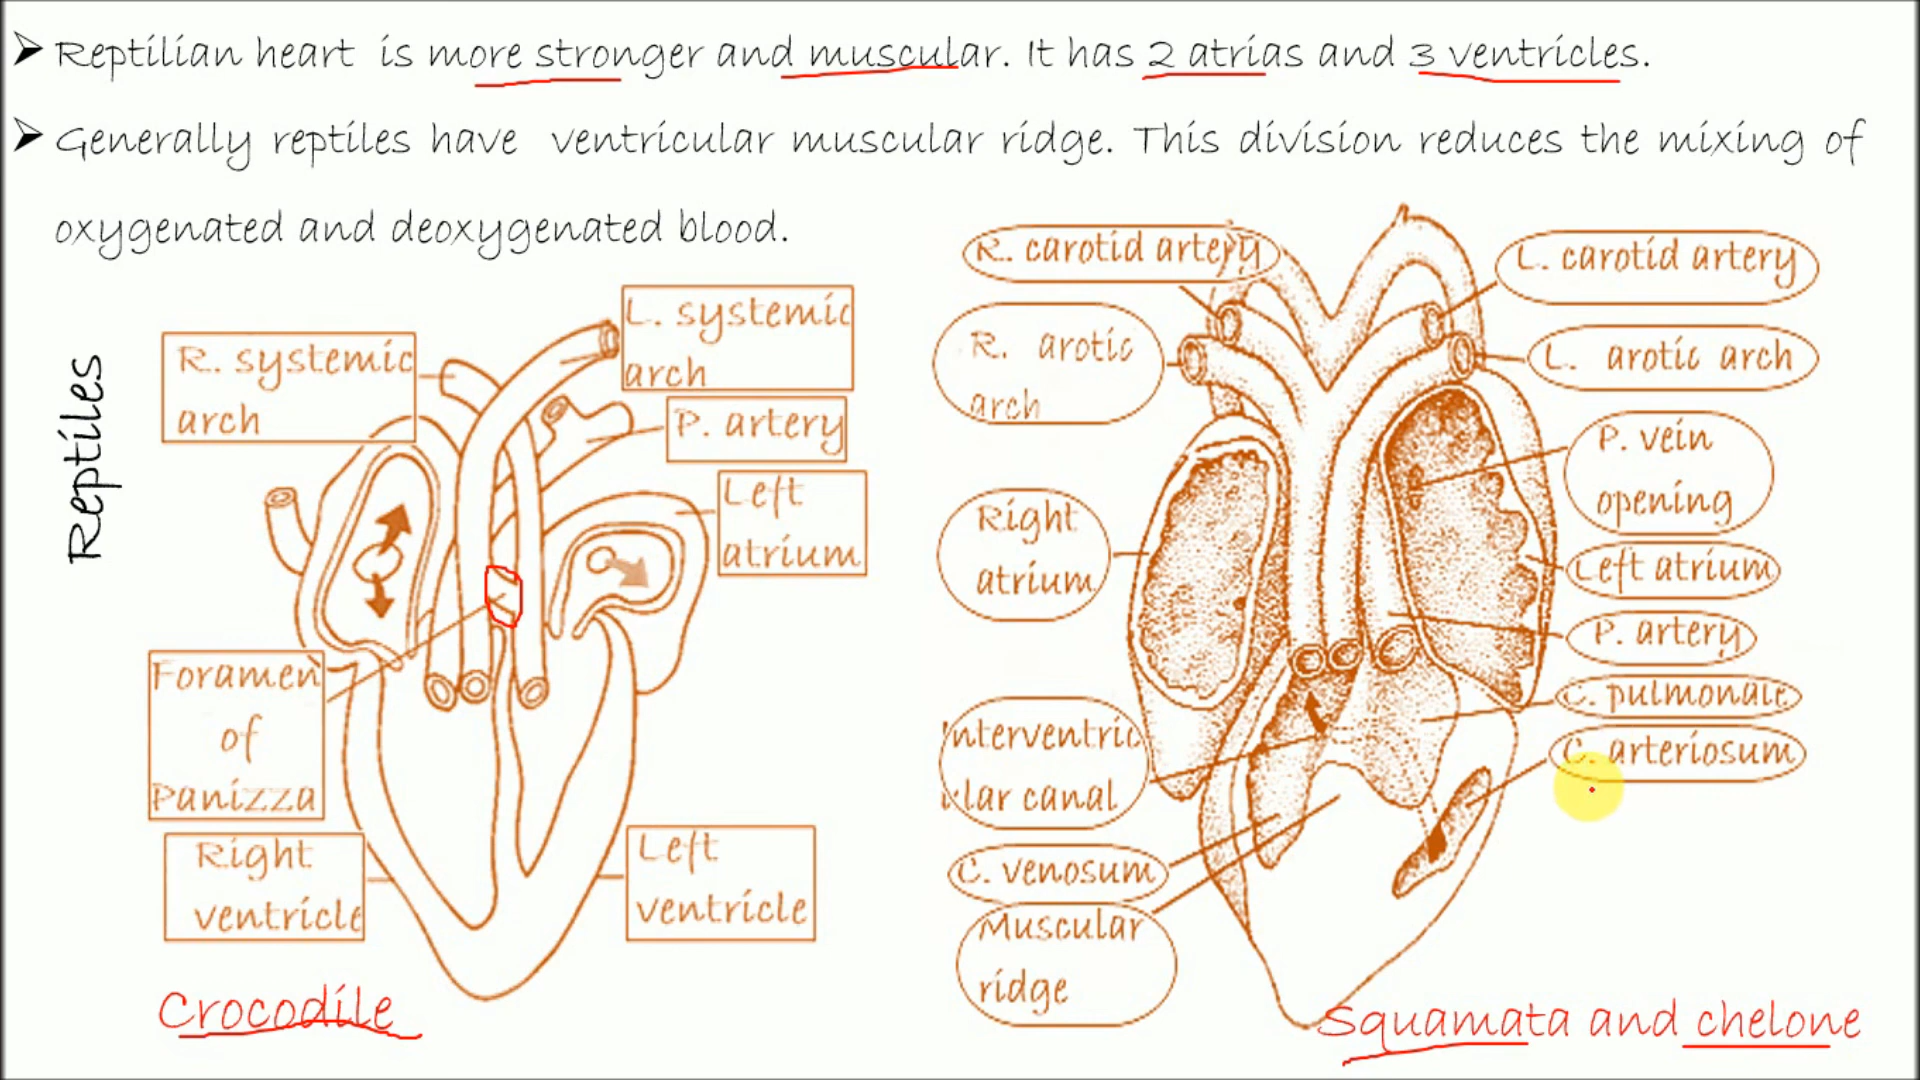 Reptilian heart is more stronger and muscular. It has 2 atrias and 3 ventricles.
Generally reptiles have ventricular muscular ridge. This division reduces the mixing of
oxygenated and deoxygenated blood.
Reptiles
R. systemic
arch
L. systemic
arch
P. artery
Left
atrium
Foramen
of
Panizza
Right
ventricle
Left
ventricle
Crocodile
R. carotid artery
L. carotid artery
R. arotic
arch
L. arotic arch
P. vein
opening
Right
atrium
Left atrium
P. artery
C. pulmonale
C. arteriosum
Interventric
ular canal
C. venosum
Muscular
ridge
Squamata and chelone